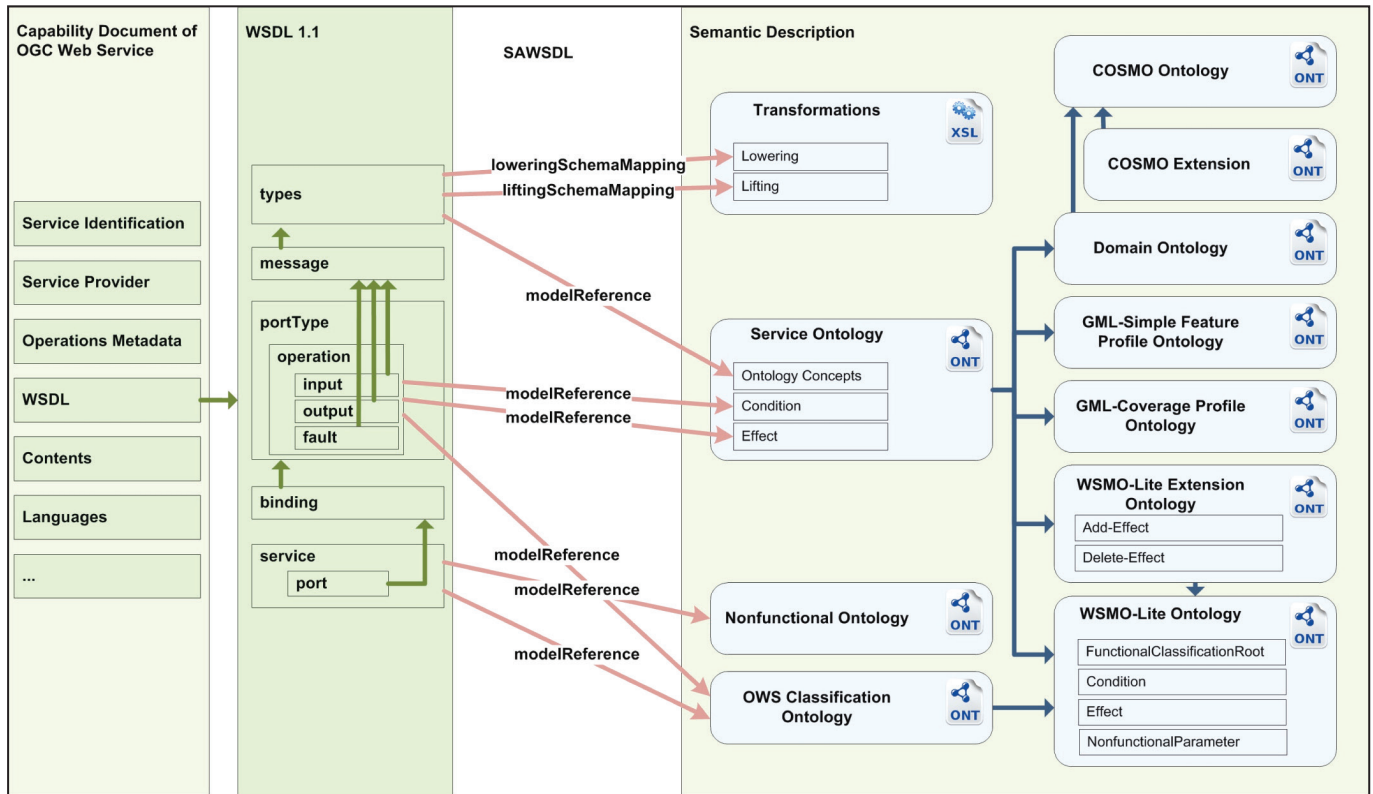 Capability Document of
OGC Web Service
Service Identification
Service Provider
Operations Metadata
WSDL
Contents
Languages
...
WSDL 1.1
types
message
portType
operation
input
output
fault
binding
service
port
SAWSDL
loweringSchemaMapping
liftingSchemaMapping
modelReference
modelReference
modelReference
modelReference
modelReference
modelReference
Semantic Description
Transformations
XSL
Lowering
Lifting
Service Ontology
ONT
Ontology Concepts
Condition
Effect
Nonfunctional Ontology
ONT
OWS Classification
Ontology
ONT
COSMO Ontology
ONT
COSMO Extension
ONT
Domain Ontology
ONT
GML-Simple Feature
Profile Ontology
ONT
GML-Coverage Profile
Ontology
ONT
WSMO-Lite Extension
Ontology
ONT
Add-Effect
Delete-Effect
WSMO-Lite Ontology
ONT
FunctionalClassificationRoot
Condition
Effect
NonfunctionalParameter